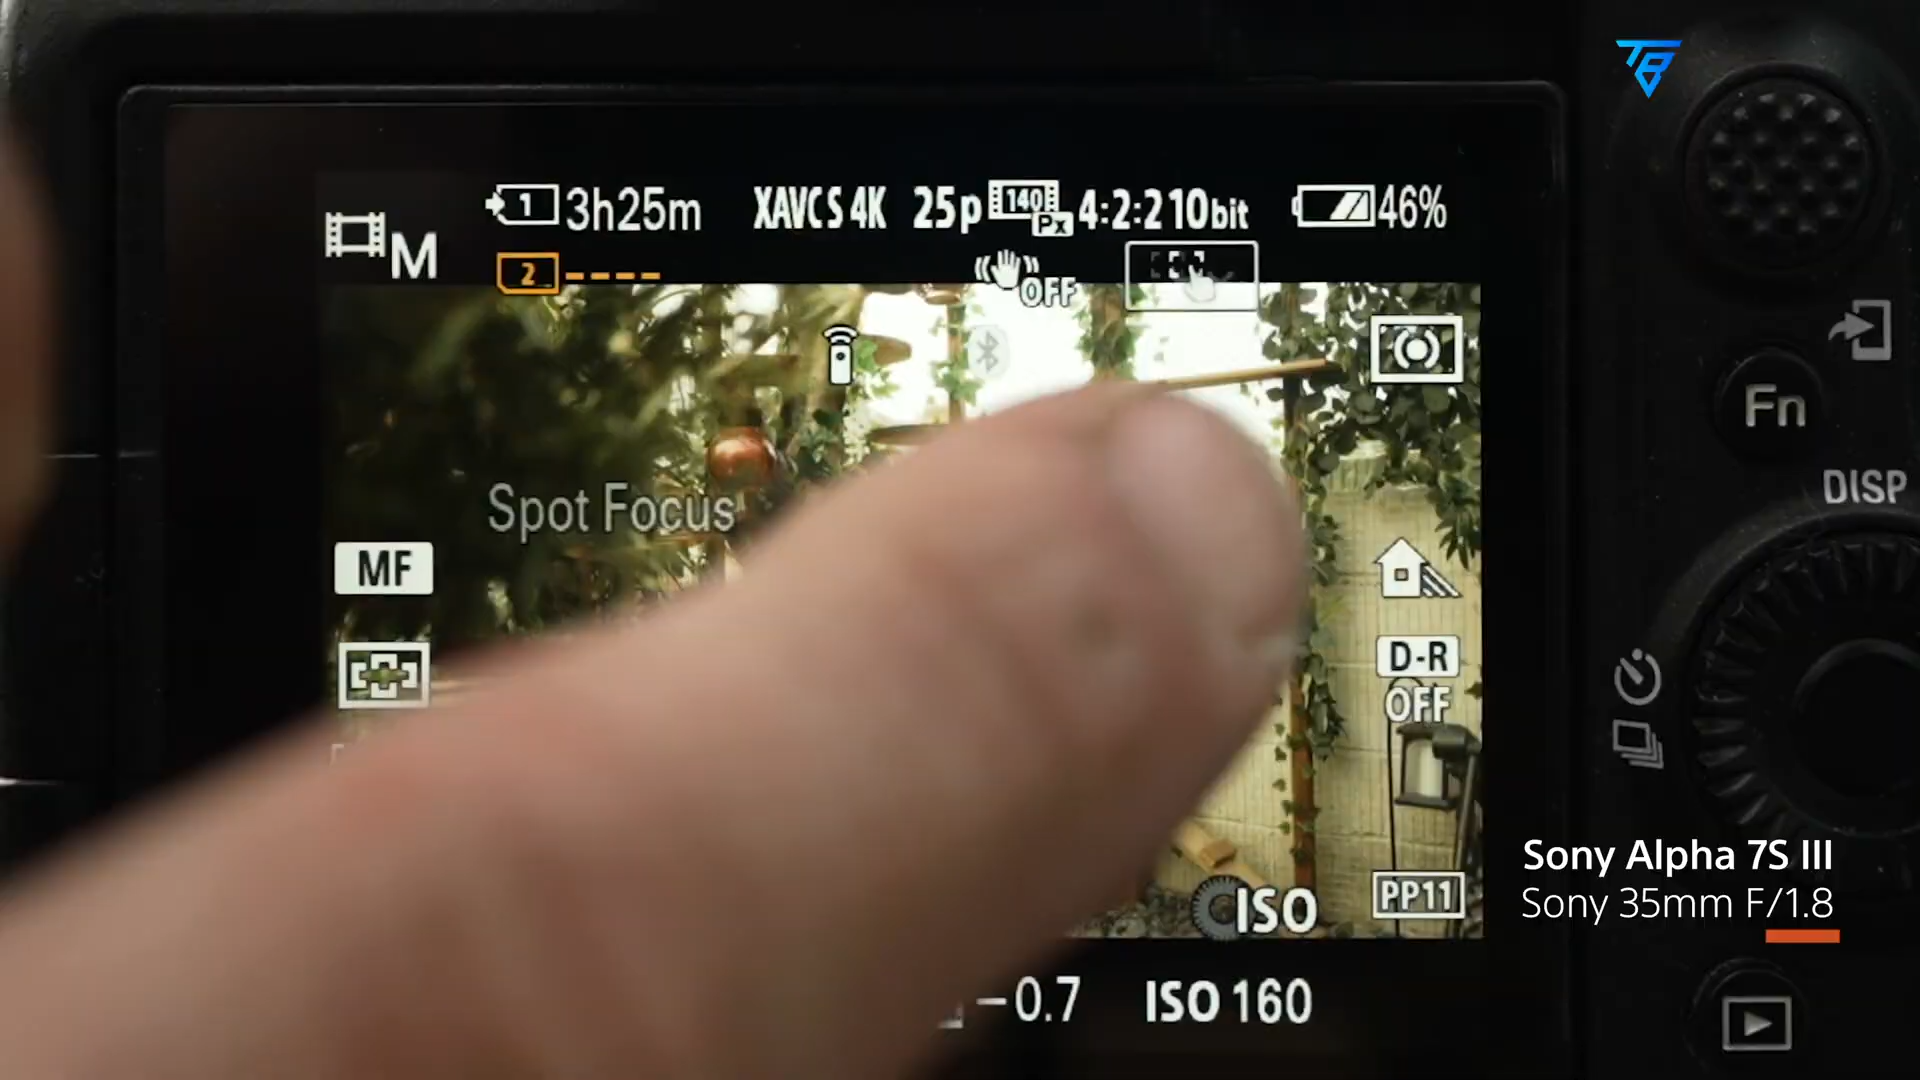 1 3h25m XAVC S 4K 25p 140 Px 4:2:2 10bit 46%
M
2 ----
OFF
Fn
DISP
Spot Focus
MF
D-R
OFF
Sony Alpha 7S III
Sony 35mm F/1.8
PP11
ISO
-0.7 ISO 160